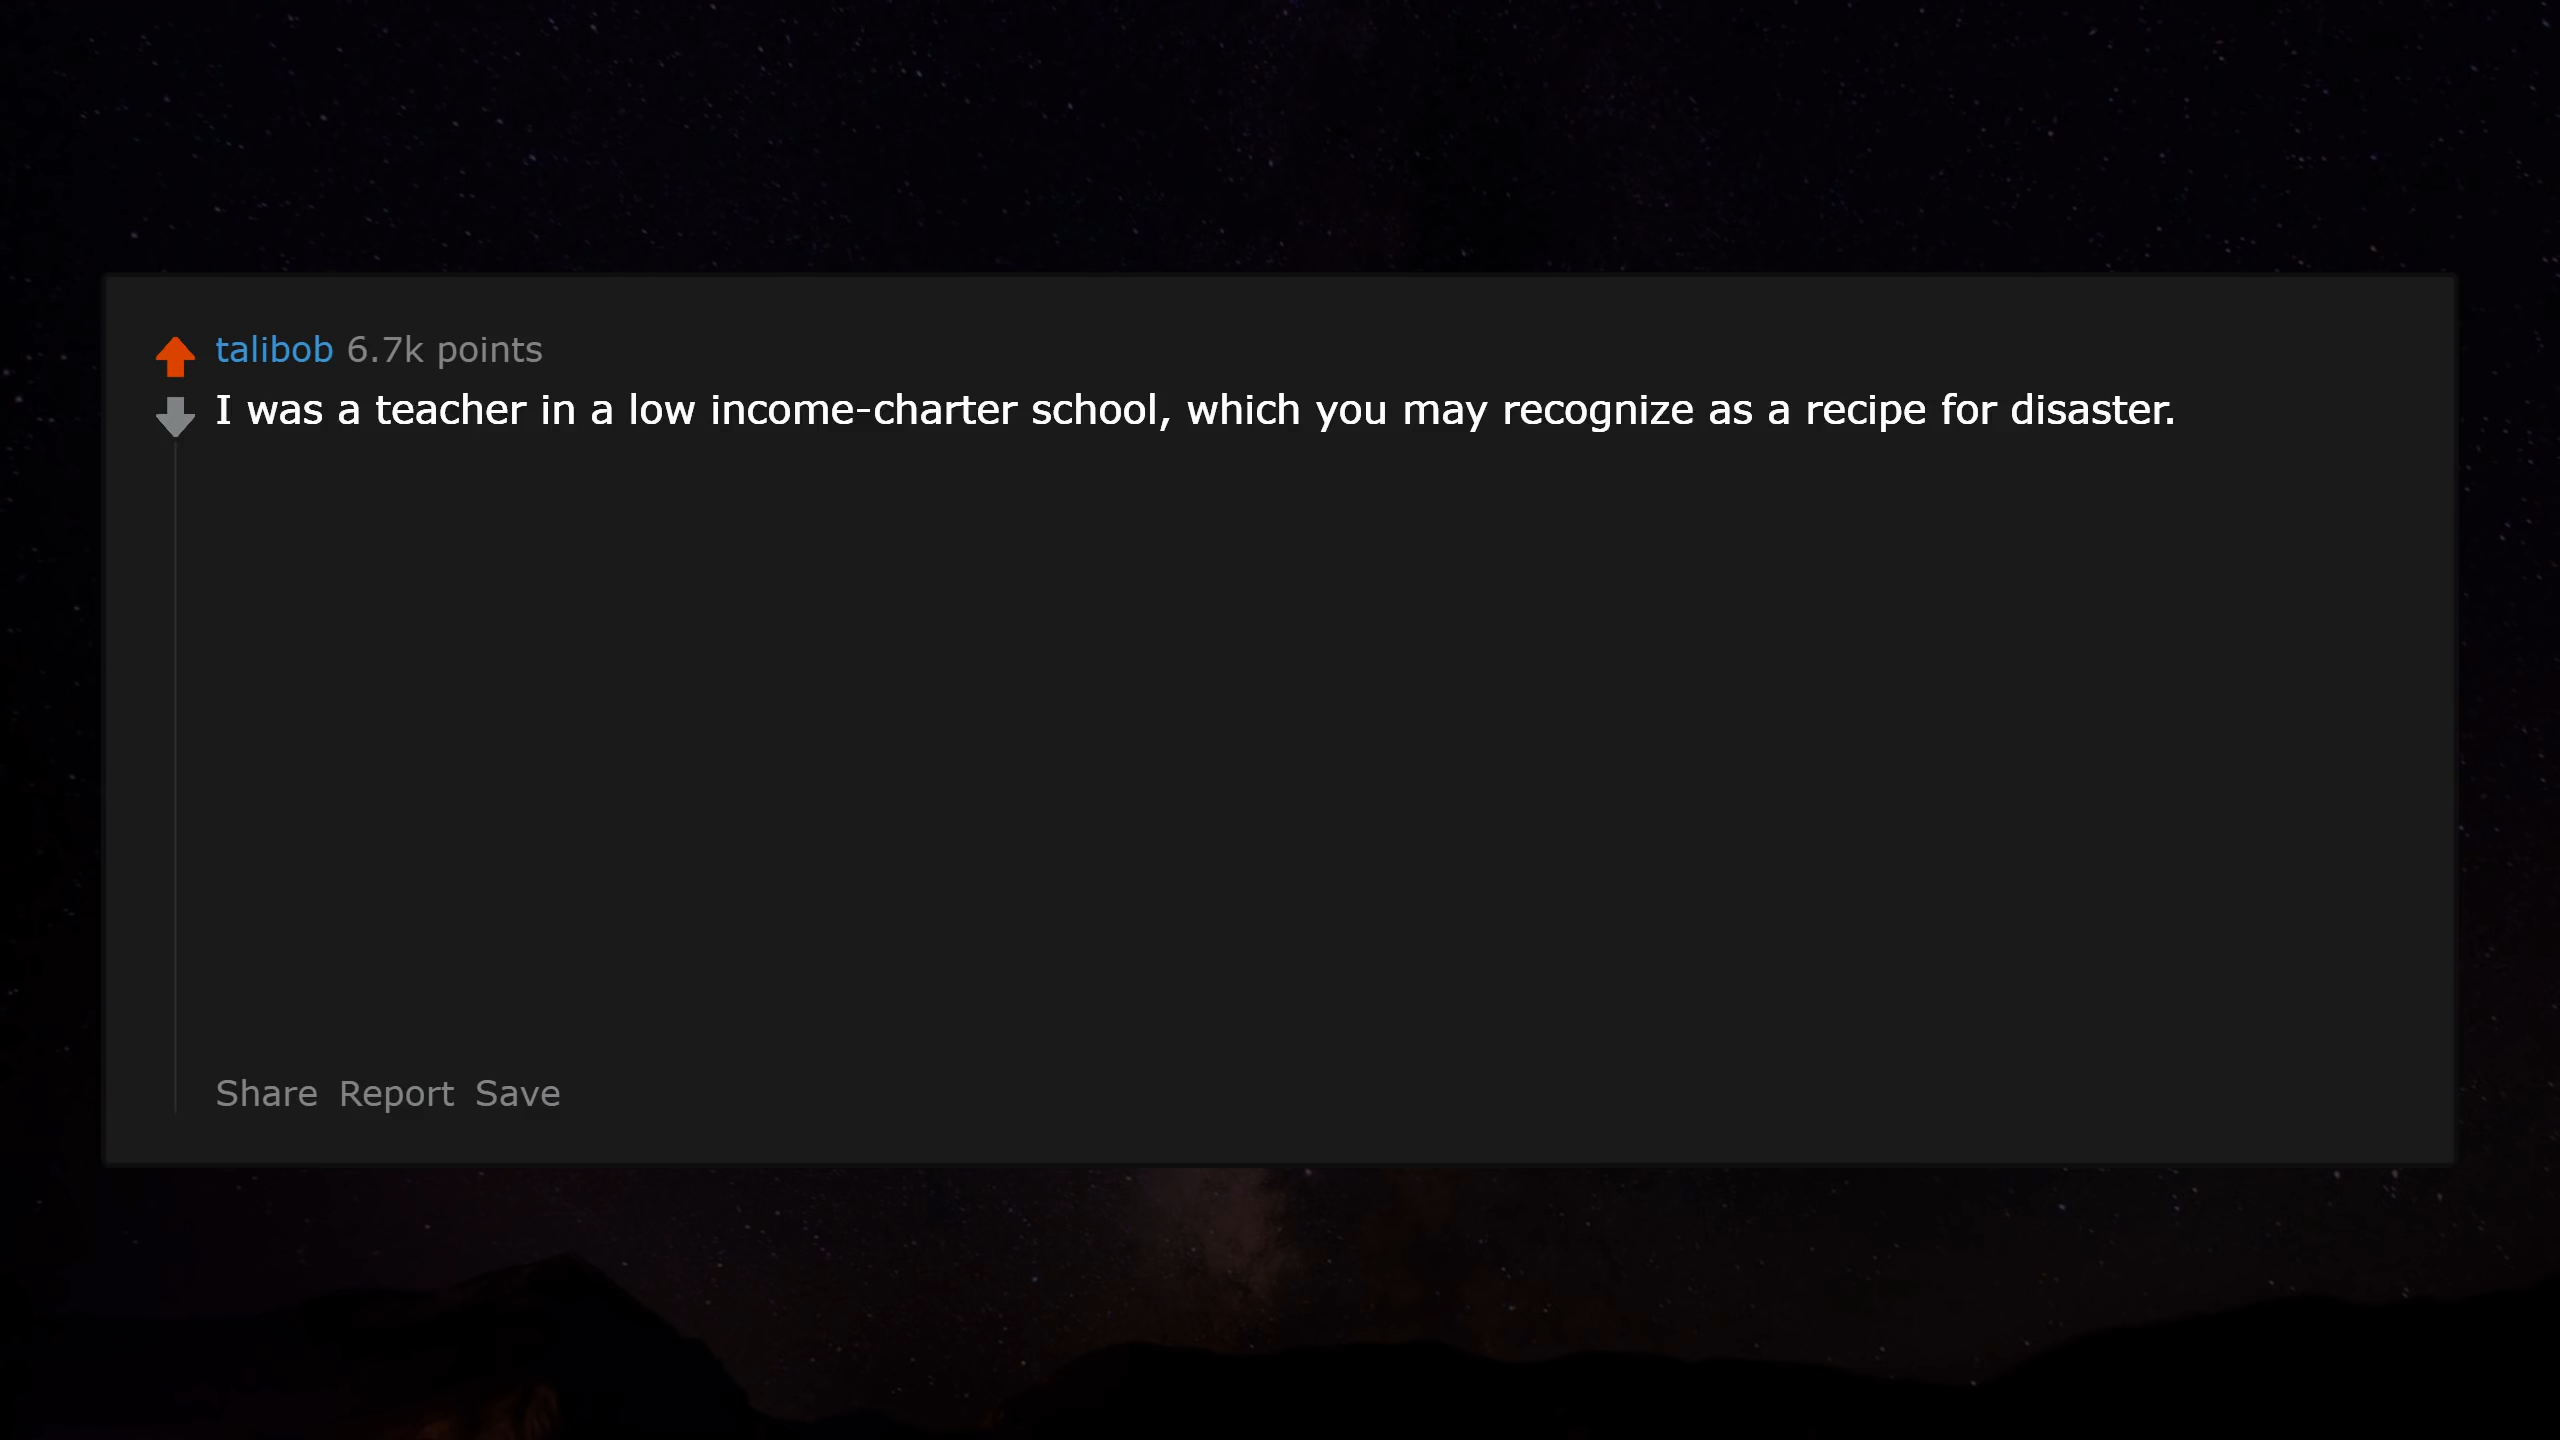 talibob 6.7k points
I was a teacher in a low income-charter school, which you may recognize as a recipe for disaster.
Share Report Save